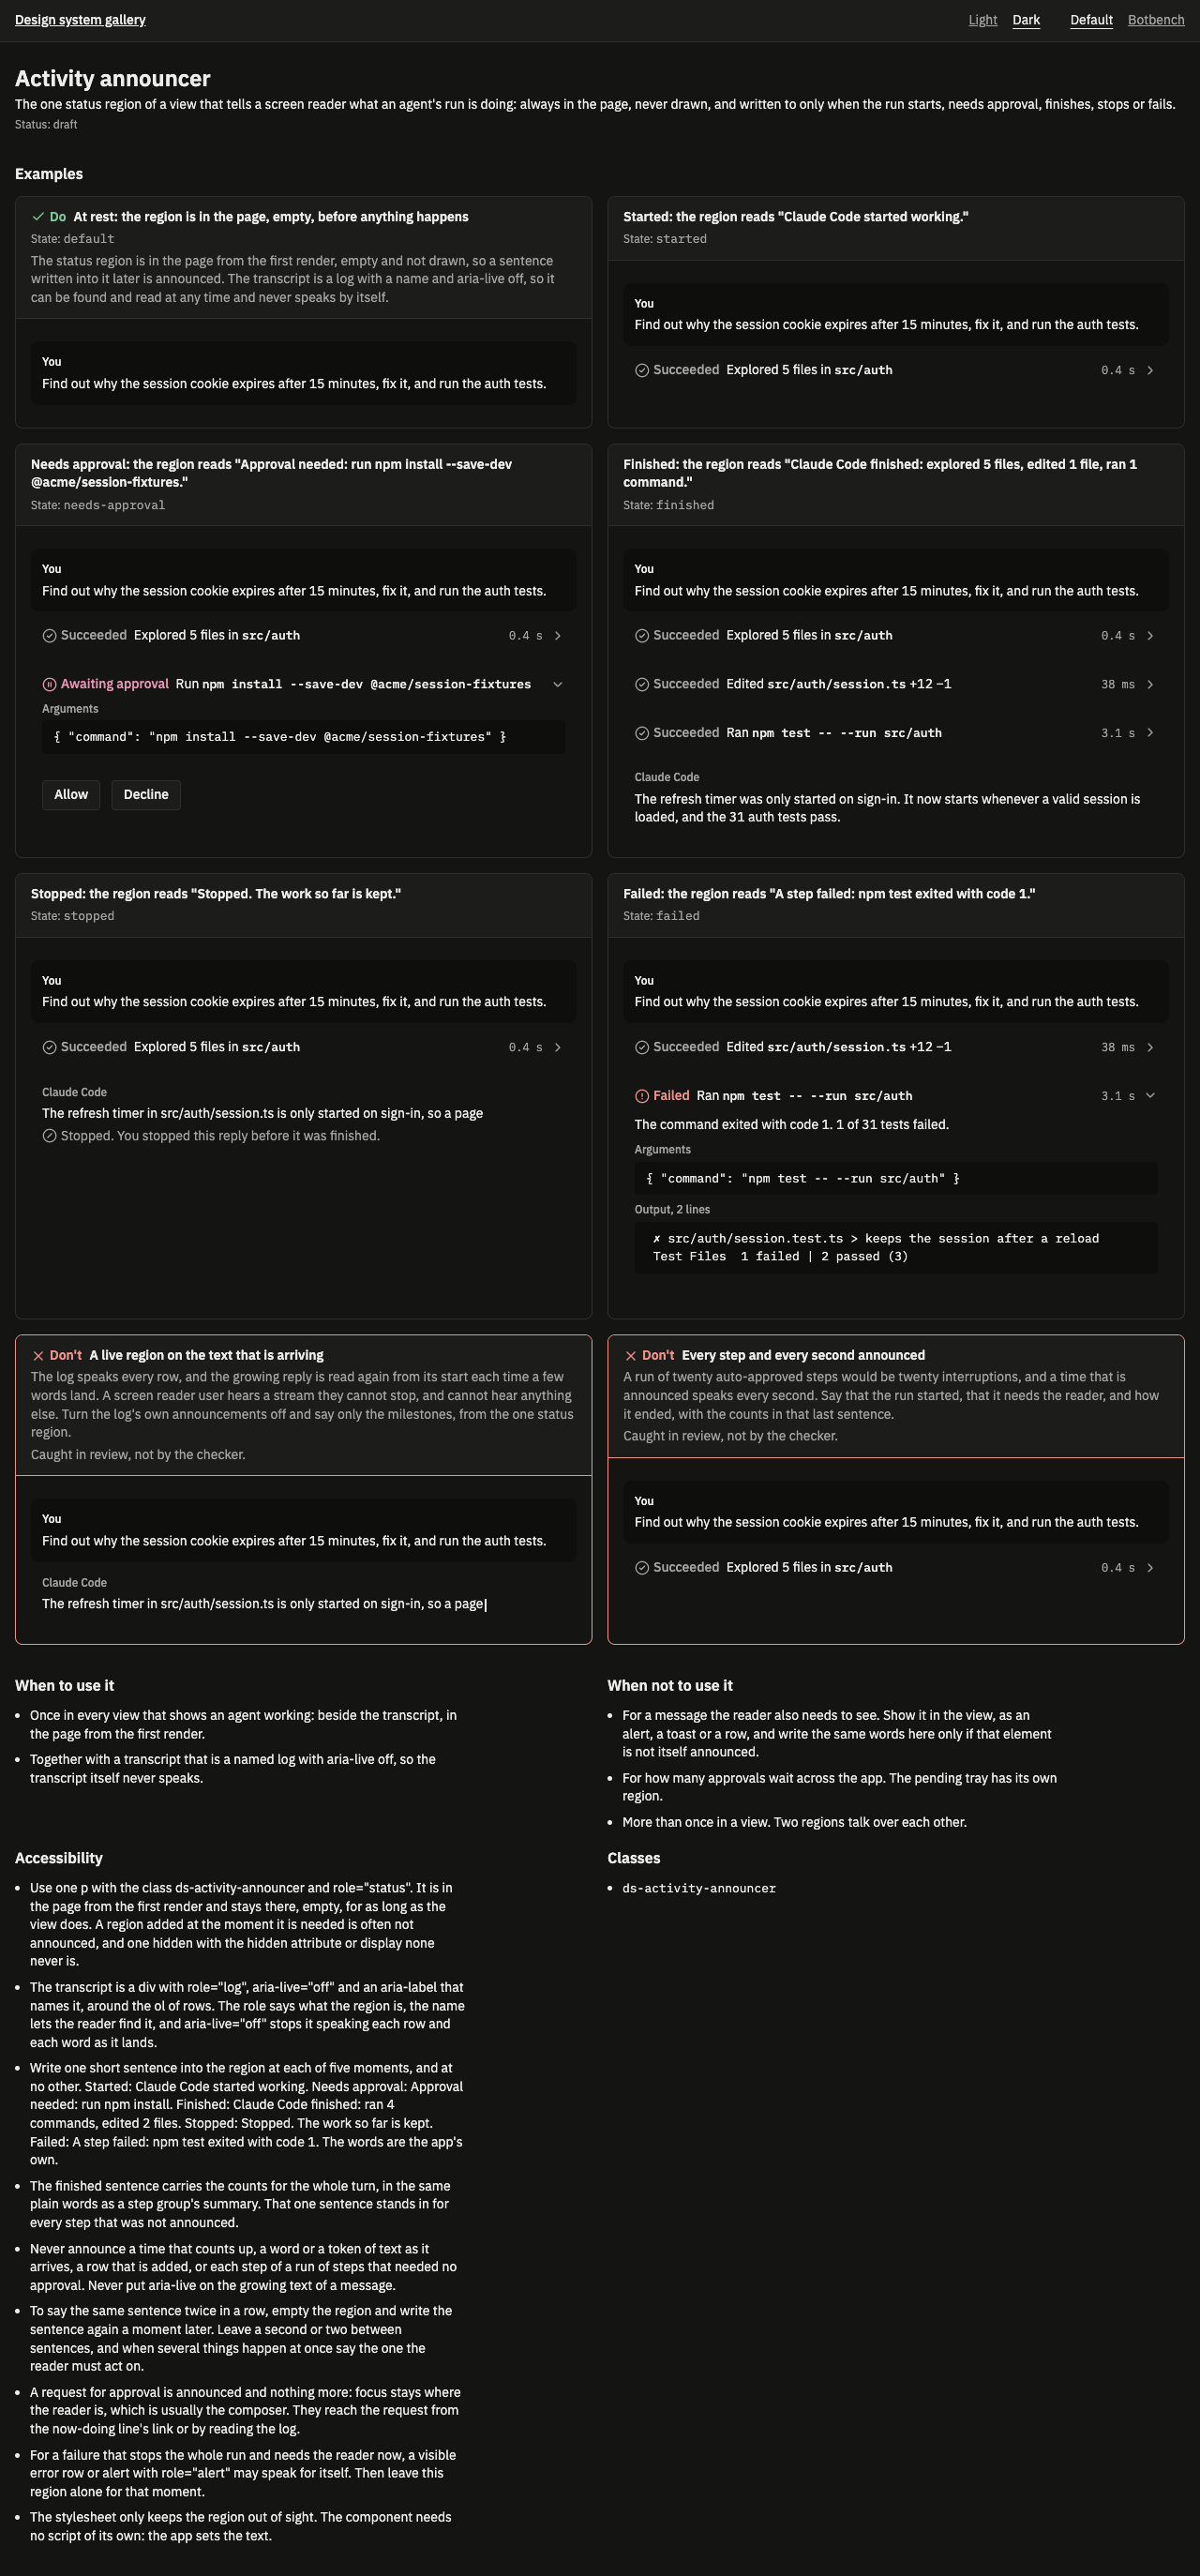 Design system gallery
Light Dark Default Botbench
Activity announcer
The one status region of a view that tells a screen reader what an agent's run is doing: always in the page, never drawn, and written to only when the run starts, needs approval, finishes, stops or fails.
Status: draft
Examples
Do At rest: the region is in the page, empty, before anything happens
State: default
The status region is in the page from the first render, empty and not drawn, so a sentence
written into it later is announced. The transcript is a log with a name and aria-live off, so it
can be found and read at any time and never speaks by itself.
You
Find out why the session cookie expires after 15 minutes, fix it, and run the auth tests.
Started: the region reads "Claude Code started working."
State: started
You
Find out why the session cookie expires after 15 minutes, fix it, and run the auth tests.
Succeeded Explored 5 files in src/auth 0.4 s
Needs approval: the region reads "Approval needed: run npm install --save-dev
@acme/session-fixtures."
State: needs-approval
You
Find out why the session cookie expires after 15 minutes, fix it, and run the auth tests.
Succeeded Explored 5 files in src/auth 0.4 s
Awaiting approval Run npm install --save-dev @acme/session-fixtures
Arguments
{ "command": "npm install --save-dev @acme/session-fixtures" }
Allow Decline
Finished: the region reads "Claude Code finished: explored 5 files, edited 1 file, ran 1
command."
State: finished
You
Find out why the session cookie expires after 15 minutes, fix it, and run the auth tests.
Succeeded Explored 5 files in src/auth 0.4 s
Succeeded Edited src/auth/session.ts +12 −1 38 ms
Succeeded Ran npm test -- --run src/auth 3.1 s
Claude Code
The refresh timer was only started on sign-in. It now starts whenever a valid session is
loaded, and the 31 auth tests pass.
Stopped: the region reads "Stopped. The work so far is kept."
State: stopped
You
Find out why the session cookie expires after 15 minutes, fix it, and run the auth tests.
Succeeded Explored 5 files in src/auth 0.4 s
Claude Code
The refresh timer in src/auth/session.ts is only started on sign-in, so a page
Stopped. You stopped this reply before it was finished.
Failed: the region reads "A step failed: npm test exited with code 1."
State: failed
You
Find out why the session cookie expires after 15 minutes, fix it, and run the auth tests.
Succeeded Edited src/auth/session.ts +12 −1 38 ms
Failed Ran npm test -- --run src/auth 3.1 s
The command exited with code 1. 1 of 31 tests failed.
Arguments
{ "command": "npm test -- --run src/auth" }
Output, 2 lines
✗ src/auth/session.test.ts > keeps the session after a reload
Test Files  1 failed | 2 passed (3)
Don't A live region on the text that is arriving
The log speaks every row, and the growing reply is read again from its start each time a few
words land. A screen reader user hears a stream they cannot stop, and cannot hear anything
else. Turn the log's own announcements off and say only the milestones, from the one status
region.
Caught in review, not by the checker.
You
Find out why the session cookie expires after 15 minutes, fix it, and run the auth tests.
Claude Code
The refresh timer in src/auth/session.ts is only started on sign-in, so a page
Don't Every step and every second announced
A run of twenty auto-approved steps would be twenty interruptions, and a time that is
announced speaks every second. Say that the run started, that it needs the reader, and how
it ended, with the counts in that last sentence.
Caught in review, not by the checker.
You
Find out why the session cookie expires after 15 minutes, fix it, and run the auth tests.
Succeeded Explored 5 files in src/auth 0.4 s
When to use it
Once in every view that shows an agent working: beside the transcript, in
the page from the first render.
Together with a transcript that is a named log with aria-live off, so the
transcript itself never speaks.
When not to use it
For a message the reader also needs to see. Show it in the view, as an
alert, a toast or a row, and write the same words here only if that element
is not itself announced.
For how many approvals wait across the app. The pending tray has its own
region.
More than once in a view. Two regions talk over each other.
Accessibility
Use one p with the class ds-activity-announcer and role="status". It is in
the page from the first render and stays there, empty, for as long as the
view does. A region added at the moment it is needed is often not
announced, and one hidden with the hidden attribute or display none
never is.
The transcript is a div with role="log", aria-live="off" and an aria-label that
names it, around the ol of rows. The role says what the region is, the name
lets the reader find it, and aria-live="off" stops it speaking each row and
each word as it lands.
Write one short sentence into the region at each of five moments, and at
no other. Started: Claude Code started working. Needs approval: Approval
needed: run npm install. Finished: Claude Code finished: ran 4
commands, edited 2 files. Stopped: Stopped. The work so far is kept.
Failed: A step failed: npm test exited with code 1. The words are the app's
own.
The finished sentence carries the counts for the whole turn, in the same
plain words as a step group's summary. That one sentence stands in for
every step that was not announced.
Never announce a time that counts up, a word or a token of text as it
arrives, a row that is added, or each step of a run of steps that needed no
approval. Never put aria-live on the growing text of a message.
To say the same sentence twice in a row, empty the region and write the
sentence again a moment later. Leave a second or two between
sentences, and when several things happen at once say the one the
reader must act on.
A request for approval is announced and nothing more: focus stays where
the reader is, which is usually the composer. They reach the request from
the now-doing line's link or by reading the log.
For a failure that stops the whole run and needs the reader now, a visible
error row or alert with role="alert" may speak for itself. Then leave this
region alone for that moment.
The stylesheet only keeps the region out of sight. The component needs
no script of its own: the app sets the text.
Classes
ds-activity-announcer